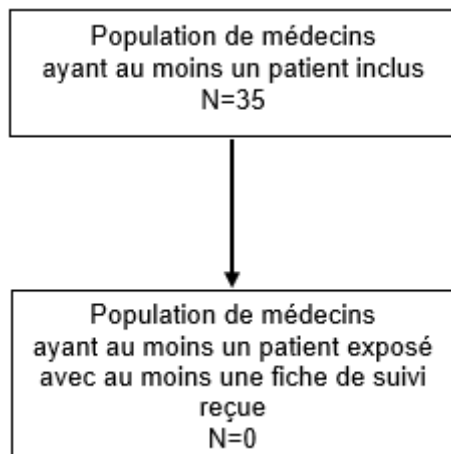 Population de médecins
ayant au moins un patient inclus
N=35
Population de médecins
ayant au moins un patient exposé
avec au moins une fiche de suivi
reçue
N=0